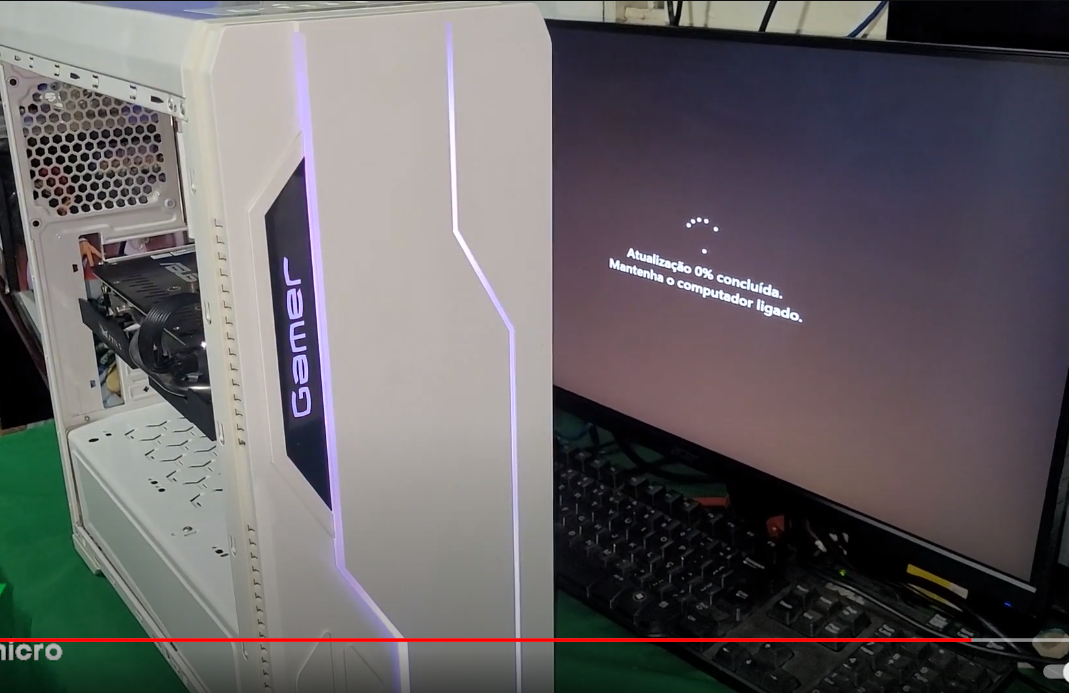 Gamer
Atualização 0% concluída.
Mantenha o computador ligado.
micro